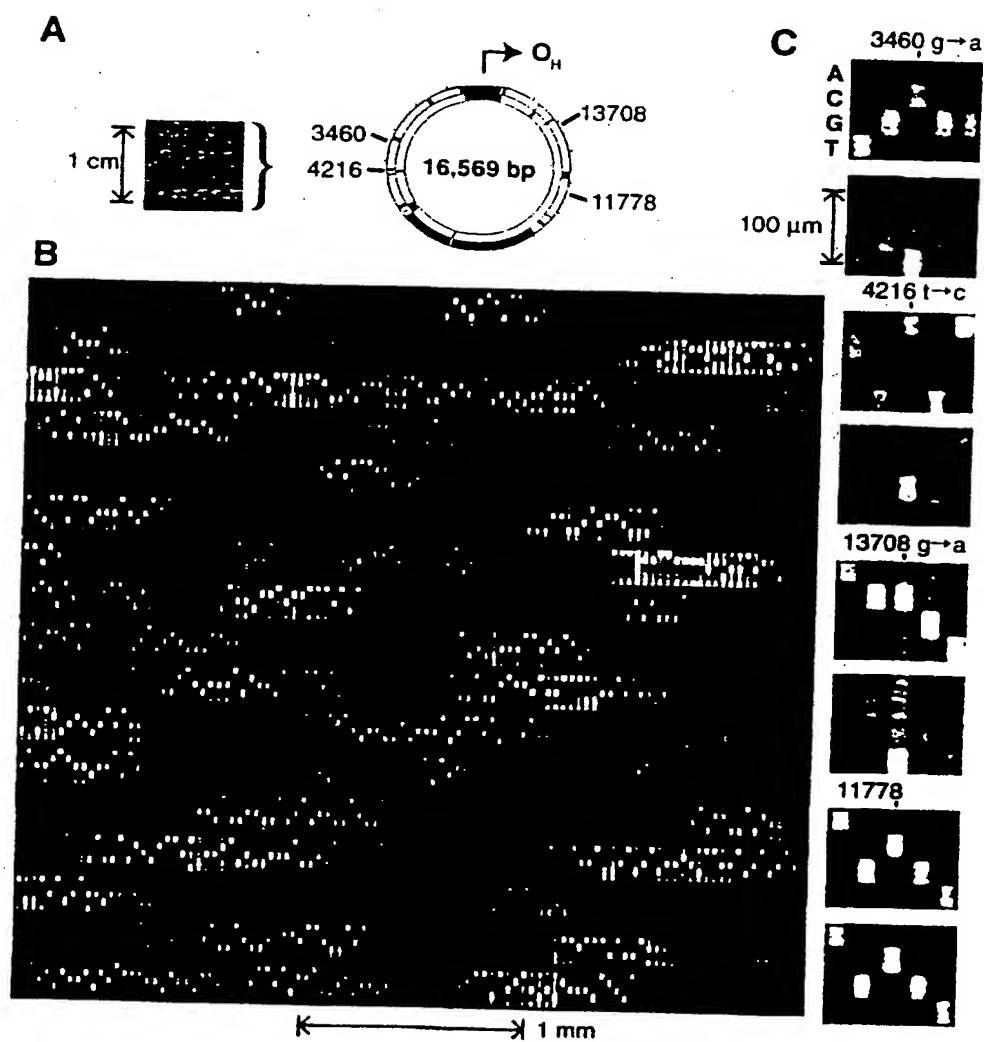 A
O_H
13708
3460
4216
1 cm
16,569 bp
11778
B
1 mm
C
3460 g→a
A
C
G
T
100 µm
4216 t→c
13708 g→a
11778